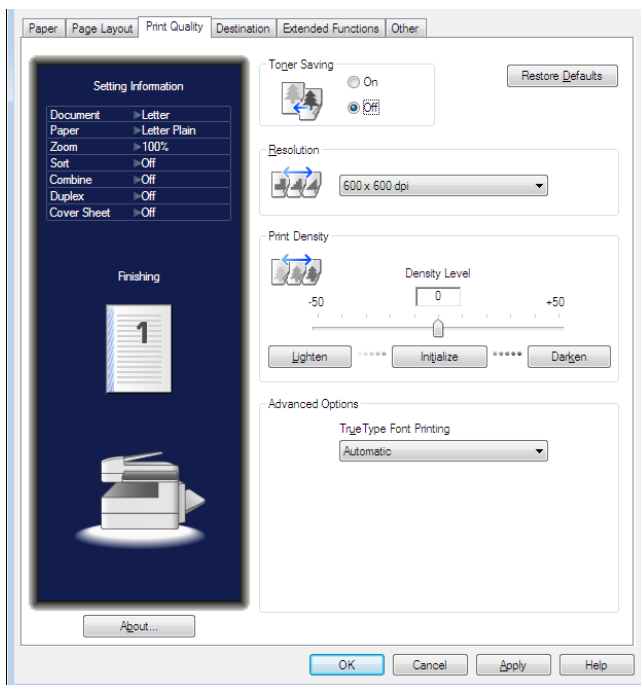 Paper Page Layout Print Quality Destination Extended Functions Other
Setting Information
Document Letter
Paper Letter Plain
Zoom 100%
Sort Off
Combine Off
Duplex Off
Cover Sheet Off
Finishing
1
About...
Toner Saving
On
Off
Restore Defaults
Resolution
600 x 600 dpi
Print Density
Density Level
-50 0 +50
Lighten Initialize Darken
Advanced Options
TrueType Font Printing
Automatic
OK Cancel Apply Help